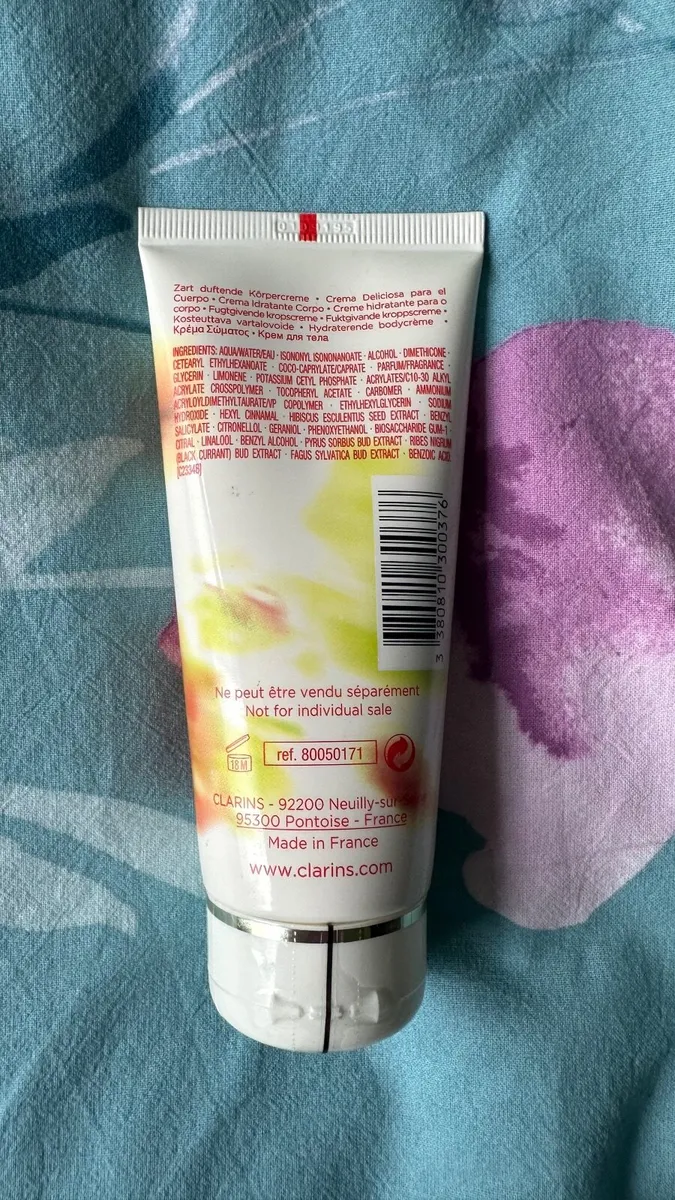 Zart duftende Körpercreme • Crema Deliciosa para el
Cuerpo • Crema Idratante Corpo • Creme hidratante para o
corpo • Fugtgivende kropscreme • Fuktgivande kroppscreme •
Kosteuttava vartalovoide • Hydraterende bodycrème •
Κρέμα Σώματος • Крем для тела
INGREDIENTS: AQUA/WATER/EAU · ISONONYL ISONONANOATE · ALCOHOL · DIMETHICONE ·
CETEARYL ETHYLHEXANOATE · COCO-CAPRYLATE/CAPRATE · PARFUM/FRAGRANCE ·
GLYCERIN · LIMONENE · POTASSIUM CETYL PHOSPHATE · ACRYLATES/C10-30 ALKYL
ACRYLATE CROSSPOLYMER · TOCOPHERYL ACETATE · CARBOMER · AMMONIUM
ACRYLOYLDIMETHYLTAURATE/VP COPOLYMER · ETHYLHEXYLGLYCERIN · SODIUM
HYDROXIDE · HEXYL CINNAMAL · HIBISCUS ESCULENTUS SEED EXTRACT · BENZYL
SALICYLATE · CITRONELLOL · GERANIOL · PHENOXYETHANOL · BIOSACCHARIDE GUM-1 ·
CITRAL · LINALOOL · BENZYL ALCOHOL · PYRUS SORBUS BUD EXTRACT · RIBES NIGRUM
(BLACK CURRANT) BUD EXTRACT · FAGUS SYLVATICA BUD EXTRACT · BENZOIC ACID.
[C2334B]
3 380810 300376
Ne peut être vendu séparément
Not for individual sale
18 M
ref. 80050171
CLARINS - 92200 Neuilly-sur-
95300 Pontoise - France
Made in France
www.clarins.com